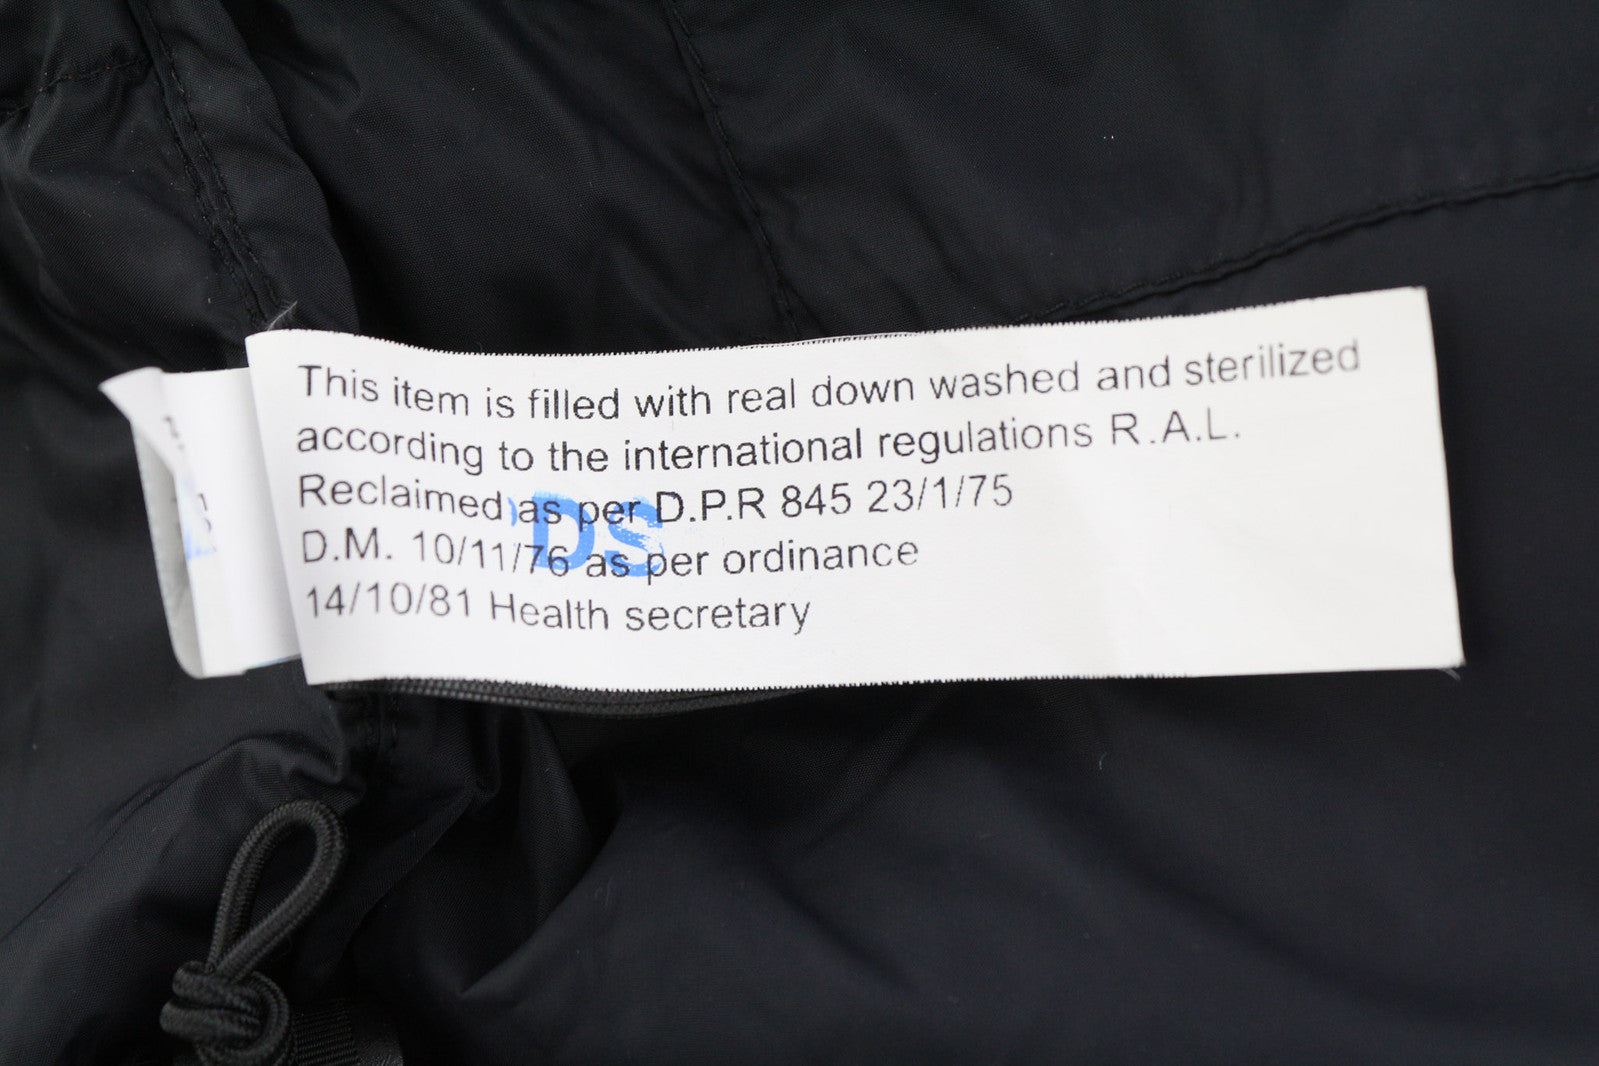 This item is filled with real down washed and sterilized
according to the international regulations R.A.L.
Reclaimed as per D.P.R 845 23/1/75
D.M. 10/11/76 as per ordinance
14/10/81 Health secretary
DS